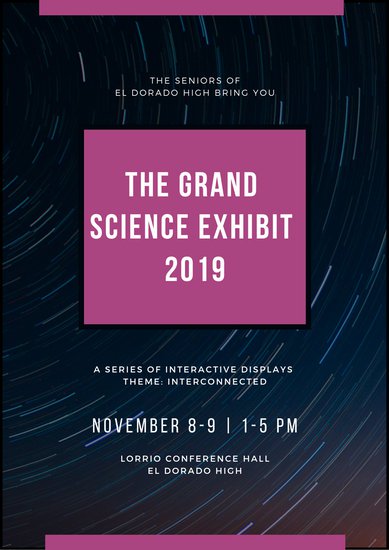 THE SENIORS OF
EL DORADO HIGH BRING YOU
THE GRAND
SCIENCE EXHIBIT
2019
A SERIES OF INTERACTIVE DISPLAYS
THEME: INTERCONNECTED
NOVEMBER 8-9 | 1-5 PM
LORRIO CONFERENCE HALL
EL DORADO HIGH